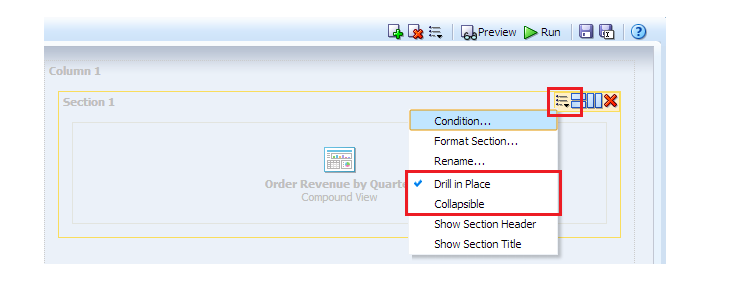 Preview Run
Column 1
Section 1
Condition...
Format Section...
Rename...
Order Revenue by Quart
Drill in Place
Compound View
Collapsible
Show Section Header
Show Section Title